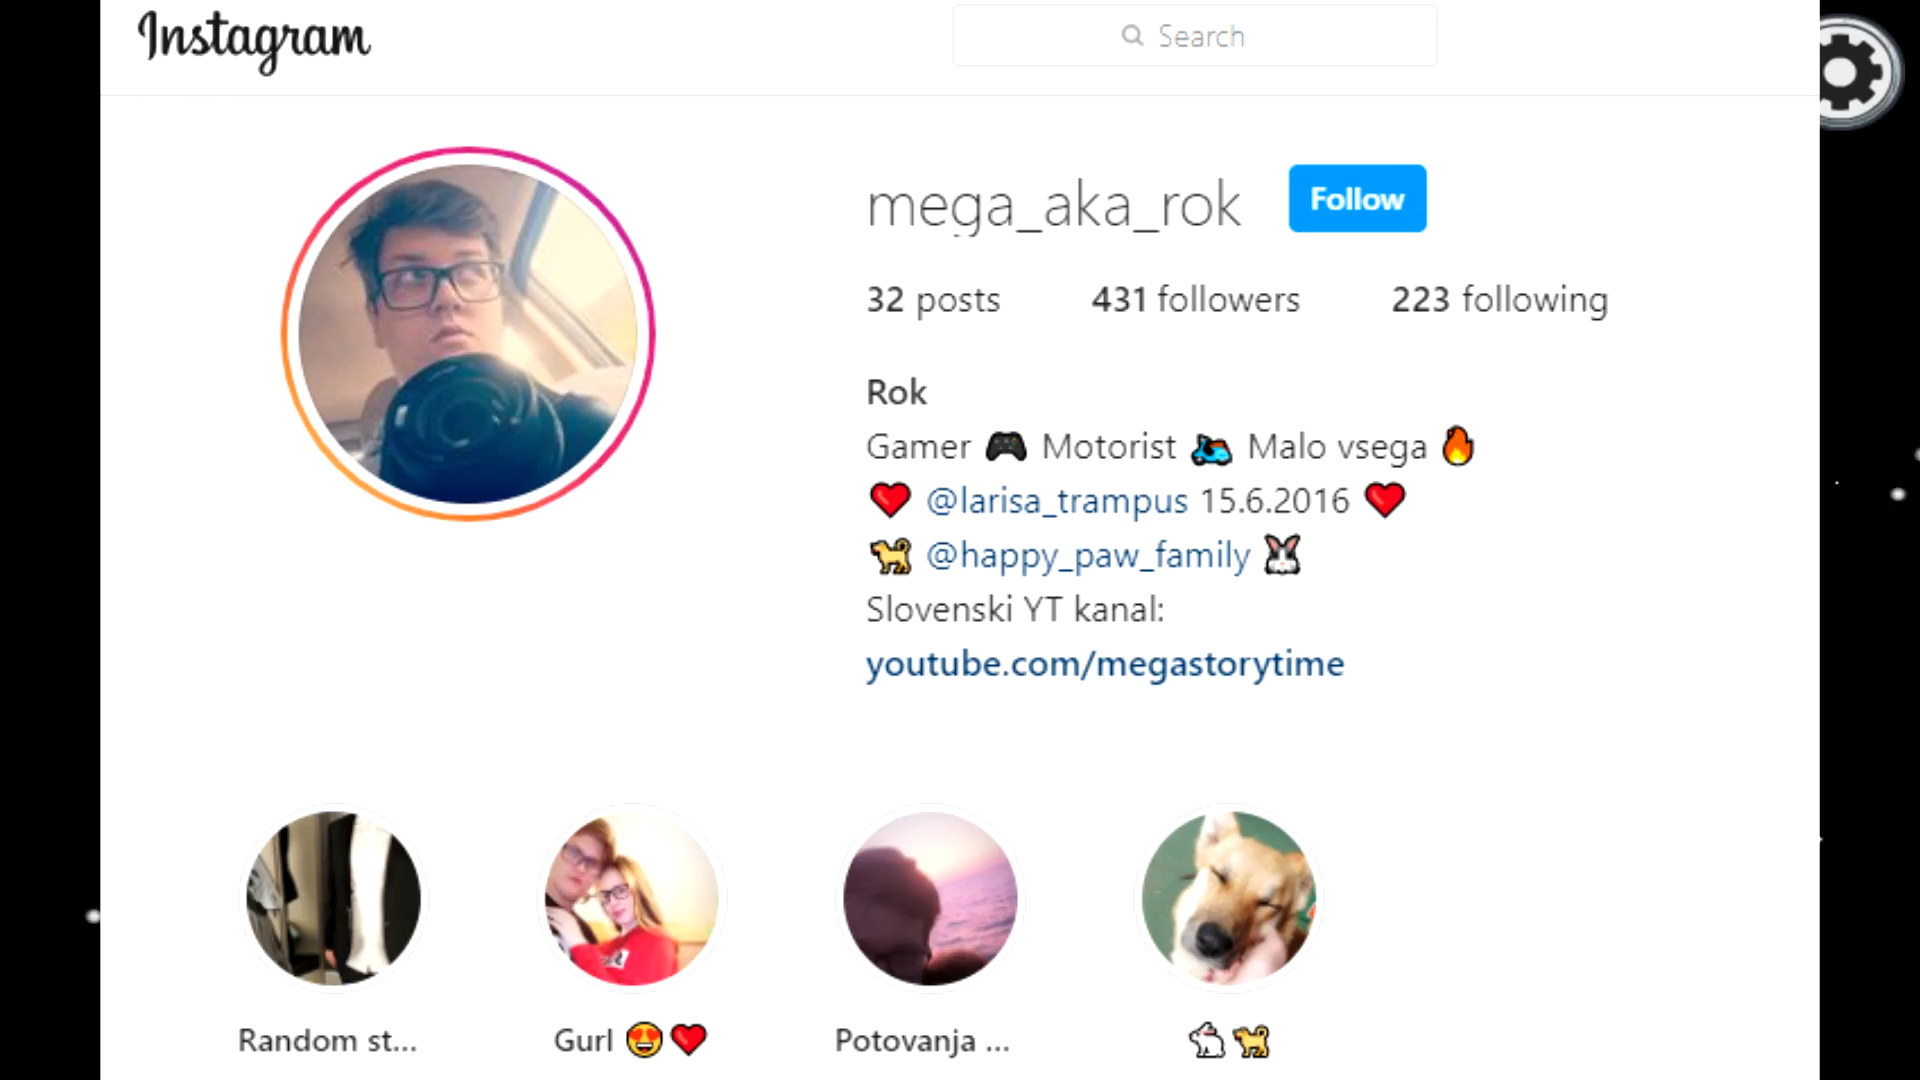 Instagram
Search
mega_aka_rok Follow
32 posts 431 followers 223 following
Rok
Gamer 🎮 Motorist 🛵 Malo vsega 🔥
❤️ @larisa_trampus 15.6.2016 ❤️
🐕 @happy_paw_family 🐰
Slovenski YT kanal:
youtube.com/megastorytime
Random st... Gurl 😍❤️ Potovanja ... 🐇🐕